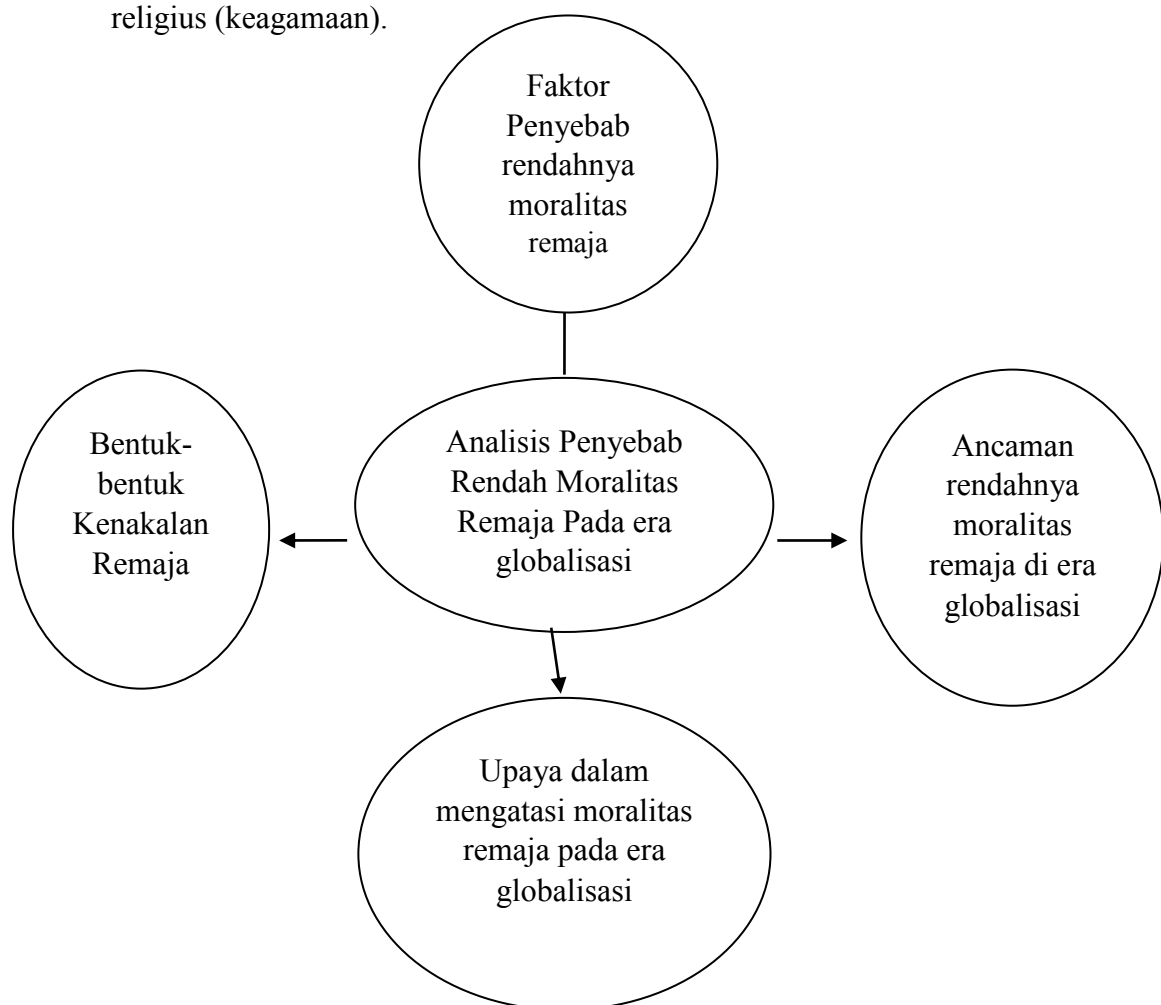 religius (keagamaan).
Faktor
Penyebab
rendahnya
moralitas
remaja
Bentuk-
bentuk
Kenakalan
Remaja
Analisis Penyebab
Rendah Moralitas
Remaja Pada era
globalisasi
Ancaman
rendahnya
moralitas
remaja di era
globalisasi
Upaya dalam
mengatasi moralitas
remaja pada era
globalisasi